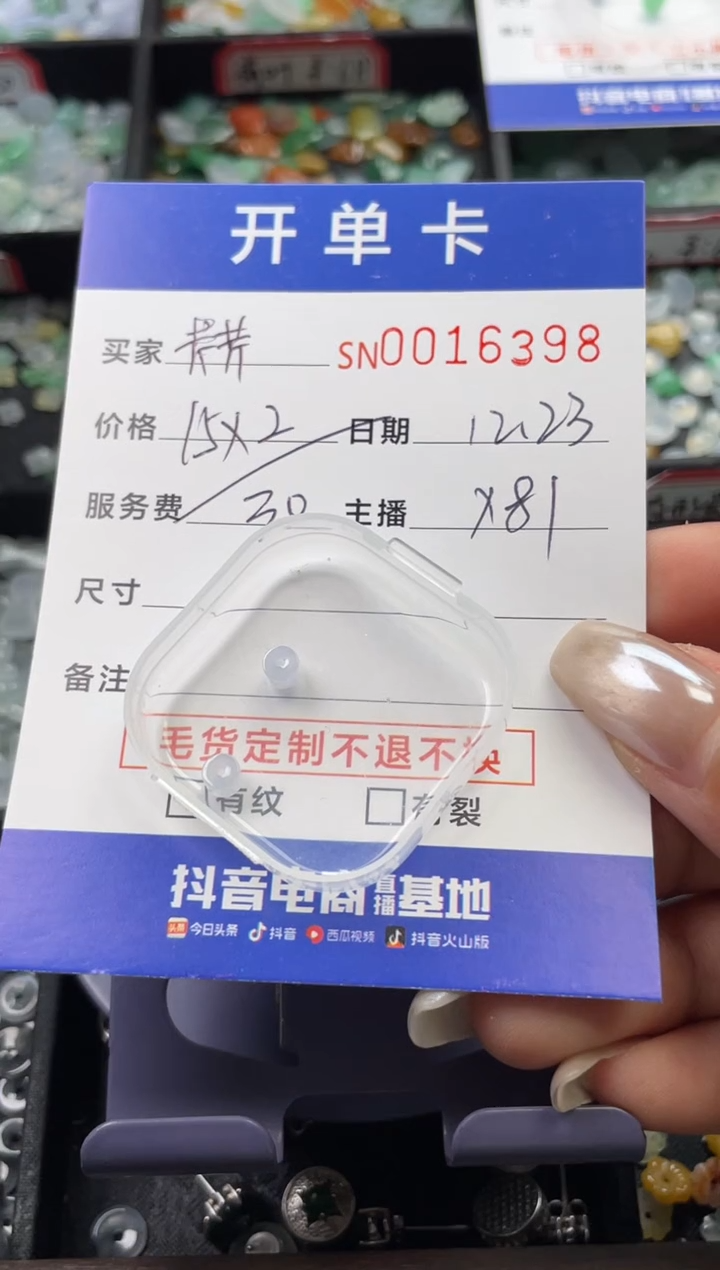 开单卡
买家 SN0016398
价格 15X2 日期 12.23
服务费 30 主播 X81
尺寸
备注
毛货定制不退不换
有纹 有裂
抖音电商直播基地
今日头条 抖音 西瓜视频 抖音火山版